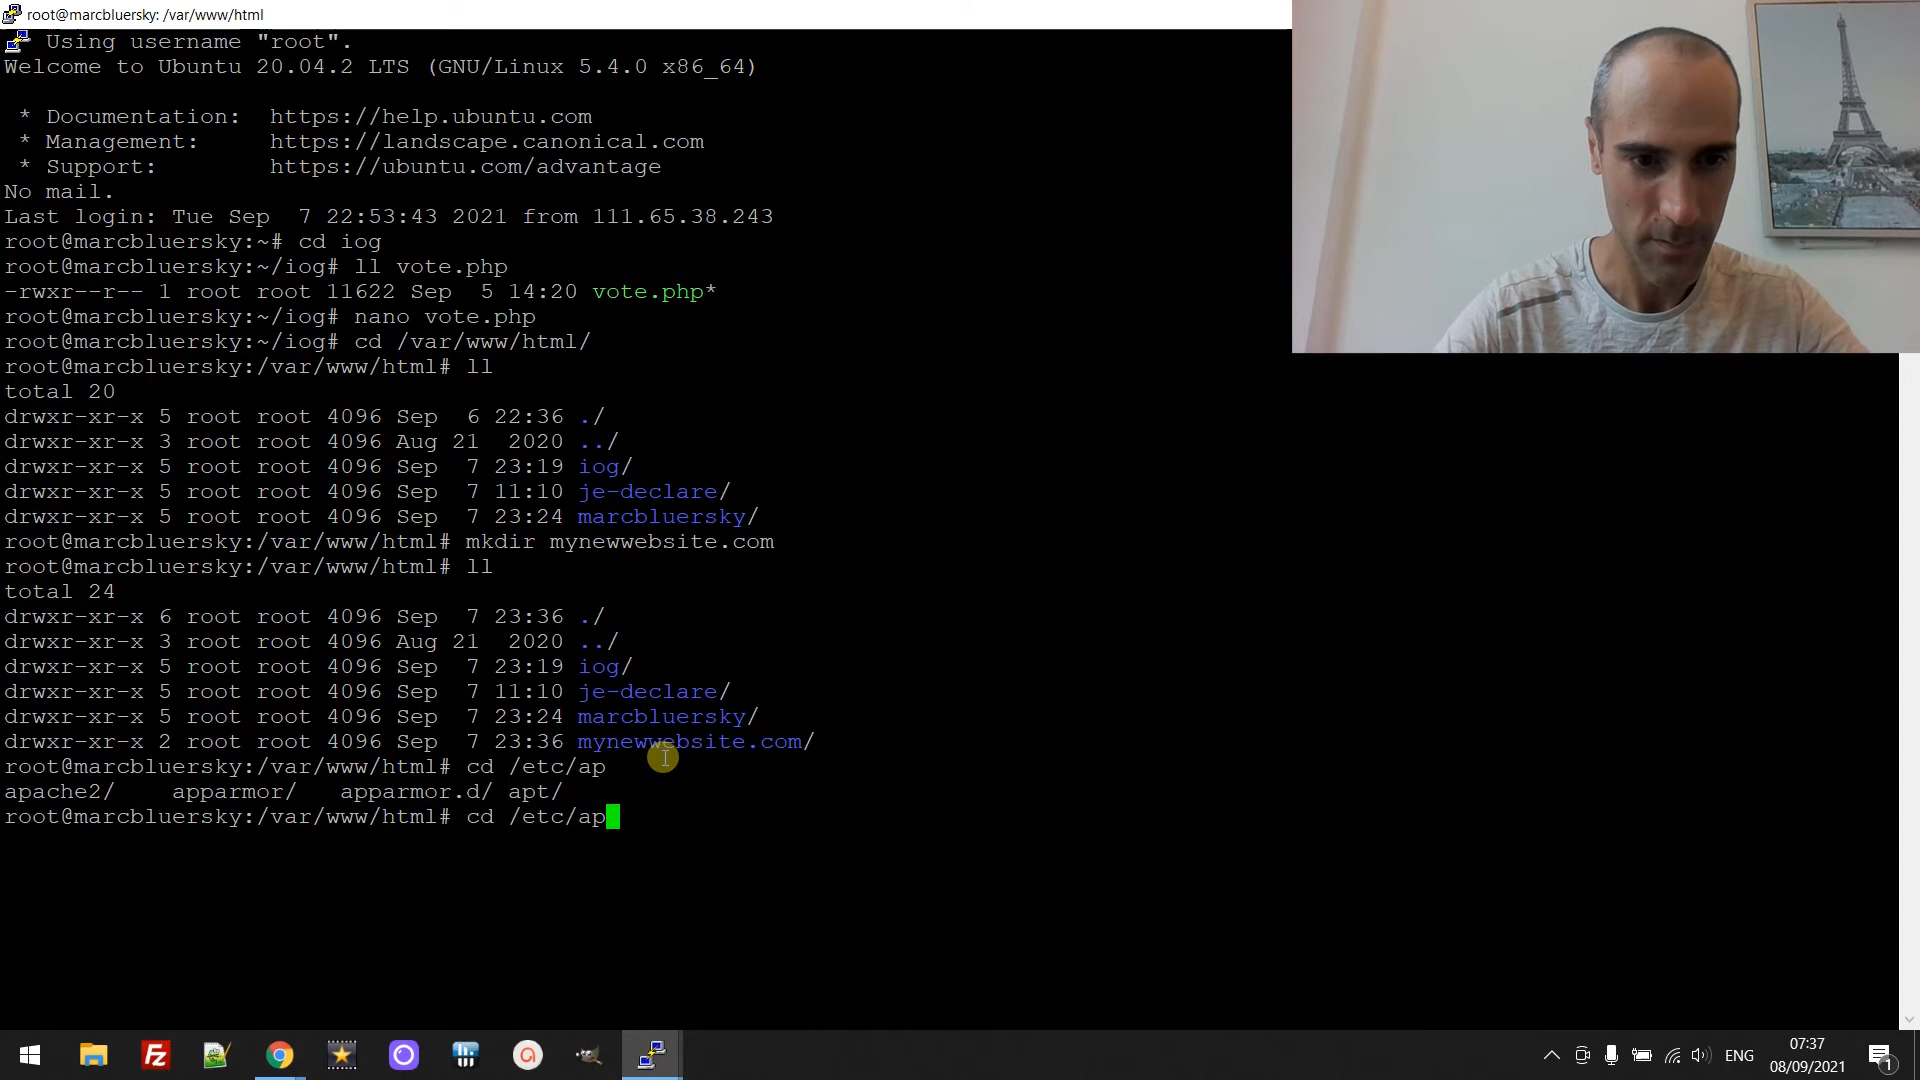 root@marcbluersky: /var/www/html
Using username "root".
Welcome to Ubuntu 20.04.2 LTS (GNU/Linux 5.4.0 x86_64)
* Documentation:  https://help.ubuntu.com
* Management:     https://landscape.canonical.com
* Support:        https://ubuntu.com/advantage
No mail.
Last login: Tue Sep  7 22:53:43 2021 from 111.65.38.243
root@marcbluersky:~# cd iog
root@marcbluersky:~/iog# ll vote.php
-rwxr--r-- 1 root root 11622 Sep  5 14:20 vote.php*
root@marcbluersky:~/iog# nano vote.php
root@marcbluersky:~/iog# cd /var/www/html/
root@marcbluersky:/var/www/html# ll
total 20
drwxr-xr-x 5 root root 4096 Sep  6 22:36 ./
drwxr-xr-x 3 root root 4096 Aug 21  2020 ../
drwxr-xr-x 5 root root 4096 Sep  7 23:19 iog/
drwxr-xr-x 5 root root 4096 Sep  7 11:10 je-declare/
drwxr-xr-x 5 root root 4096 Sep  7 23:24 marcbluersky/
root@marcbluersky:/var/www/html# mkdir mynewwebsite.com
root@marcbluersky:/var/www/html# ll
total 24
drwxr-xr-x 6 root root 4096 Sep  7 23:36 ./
drwxr-xr-x 3 root root 4096 Aug 21  2020 ../
drwxr-xr-x 5 root root 4096 Sep  7 23:19 iog/
drwxr-xr-x 5 root root 4096 Sep  7 11:10 je-declare/
drwxr-xr-x 5 root root 4096 Sep  7 23:24 marcbluersky/
drwxr-xr-x 2 root root 4096 Sep  7 23:36 mynewwebsite.com/
root@marcbluersky:/var/www/html# cd /etc/ap
apache2/    apparmor/   apparmor.d/ apt/
root@marcbluersky:/var/www/html# cd /etc/ap
Fz
ENG
07:37
08/09/2021
1